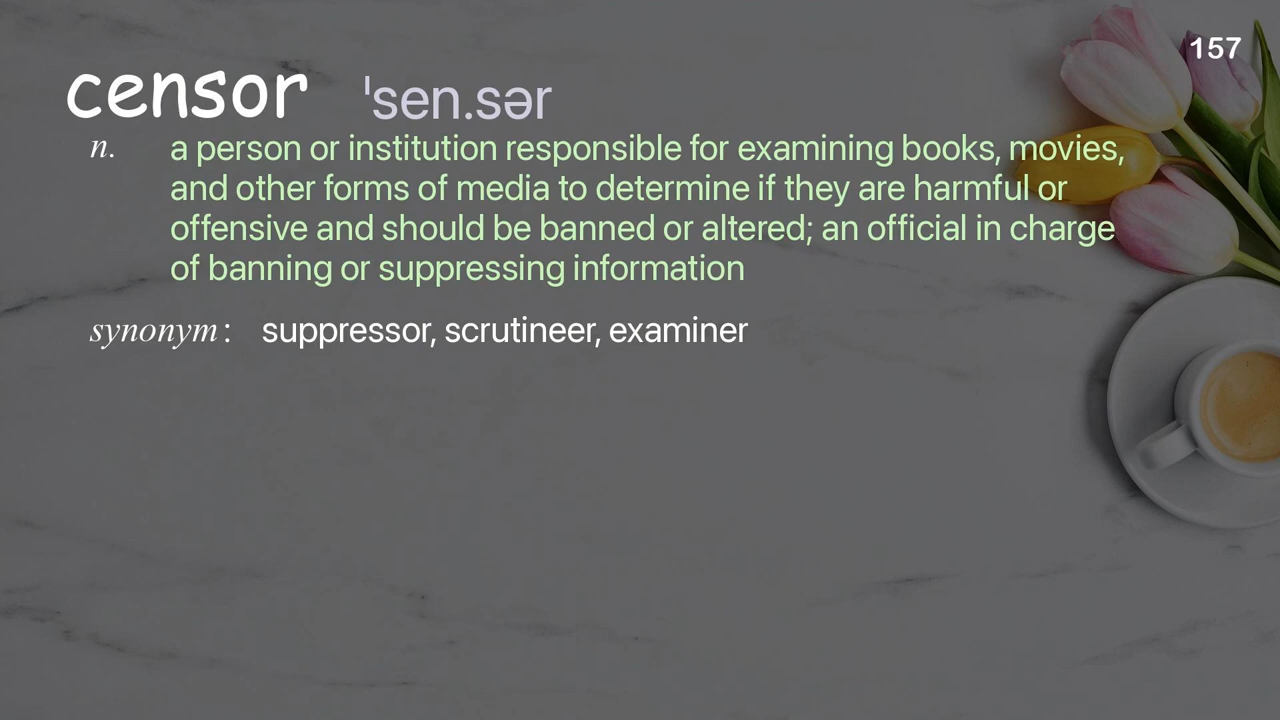 157
censor ˈsen.sər
n. a person or institution responsible for examining books, movies,
and other forms of media to determine if they are harmful or
offensive and should be banned or altered; an official in charge
of banning or suppressing information
synonym: suppressor, scrutineer, examiner